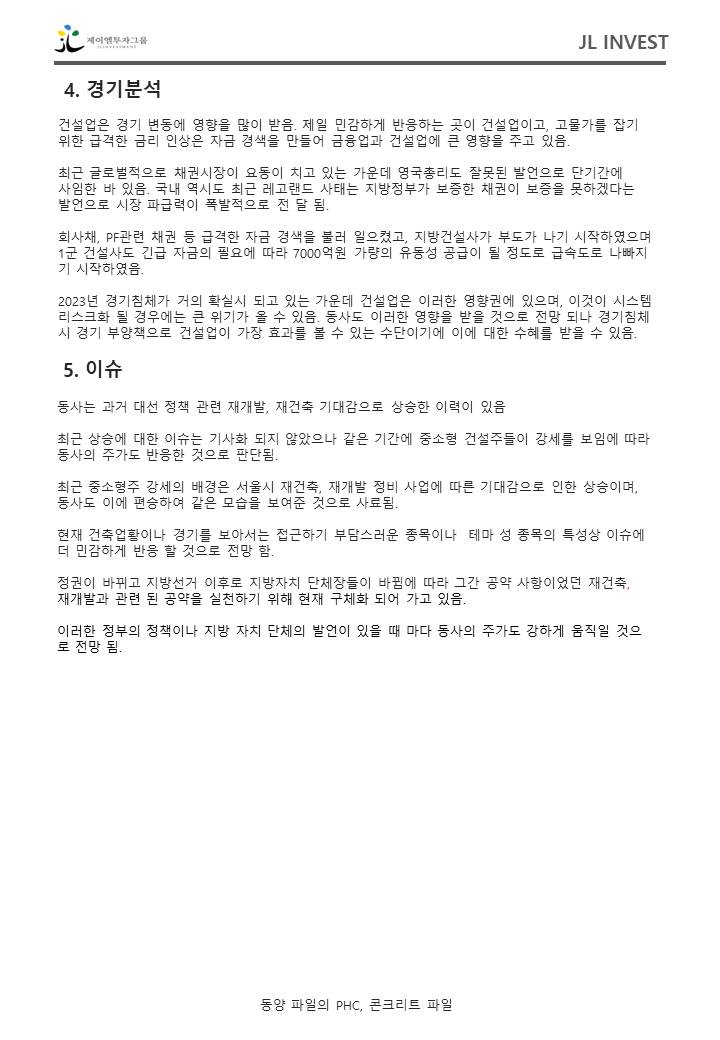 제이엠투자그룹
JLINVESTMENT
JL INVEST
4. 경기분석
건설업은 경기 변동에 영향을 많이 받음. 제일 민감하게 반응하는 곳이 건설업이고, 고물가를 잡기
위한 급격한 금리 인상은 자금 경색을 만들어 금융업과 건설업에 큰 영향을 주고 있음.
최근 글로벌적으로 채권시장이 요동이 치고 있는 가운데 영국총리도 잘못된 발언으로 단기간에
사임한 바 있음. 국내 역시도 최근 레고랜드 사태는 지방정부가 보증한 채권이 보증을 못하겠다는
발언으로 시장 파급력이 폭발적으로 전 달 됨.
회사채, PF관련 채권 등 급격한 자금 경색을 불러 일으켰고, 지방건설사가 부도가 나기 시작하였으며
1군 건설사도 긴급 자금의 필요에 따라 7000억원 가량의 유동성 공급이 될 정도로 급속도로 나빠지
기 시작하였음.
2023년 경기침체가 거의 확실시 되고 있는 가운데 건설업은 이러한 영향권에 있으며, 이것이 시스템
리스크화 될 경우에는 큰 위기가 올 수 있음. 동사도 이러한 영향을 받을 것으로 전망 되나 경기침체
시 경기 부양책으로 건설업이 가장 효과를 볼 수 있는 수단이기에 이에 대한 수혜를 받을 수 있음.
5. 이슈
동사는 과거 대선 정책 관련 재개발, 재건축 기대감으로 상승한 이력이 있음
최근 상승에 대한 이슈는 기사화 되지 않았으나 같은 기간에 중소형 건설주들이 강세를 보임에 따라
동사의 주가도 반응한 것으로 판단됨.
최근 중소형주 강세의 배경은 서울시 재건축, 재개발 정비 사업에 따른 기대감으로 인한 상승이며,
동사도 이에 편승하여 같은 모습을 보여준 것으로 사료됨.
현재 건축업황이나 경기를 보아서는 접근하기 부담스러운 종목이나 테마 성 종목의 특성상 이슈에
더 민감하게 반응 할 것으로 전망 함.
정권이 바뀌고 지방선거 이후로 지방자치 단체장들이 바뀜에 따라 그간 공약 사항이었던 재건축,
재개발과 관련 된 공약을 실천하기 위해 현재 구체화 되어 가고 있음.
이러한 정부의 정책이나 지방 자치 단체의 발언이 있을 때 마다 동사의 주가도 강하게 움직일 것으
로 전망 됨.
동양 파일의 PHC, 콘크리트 파일